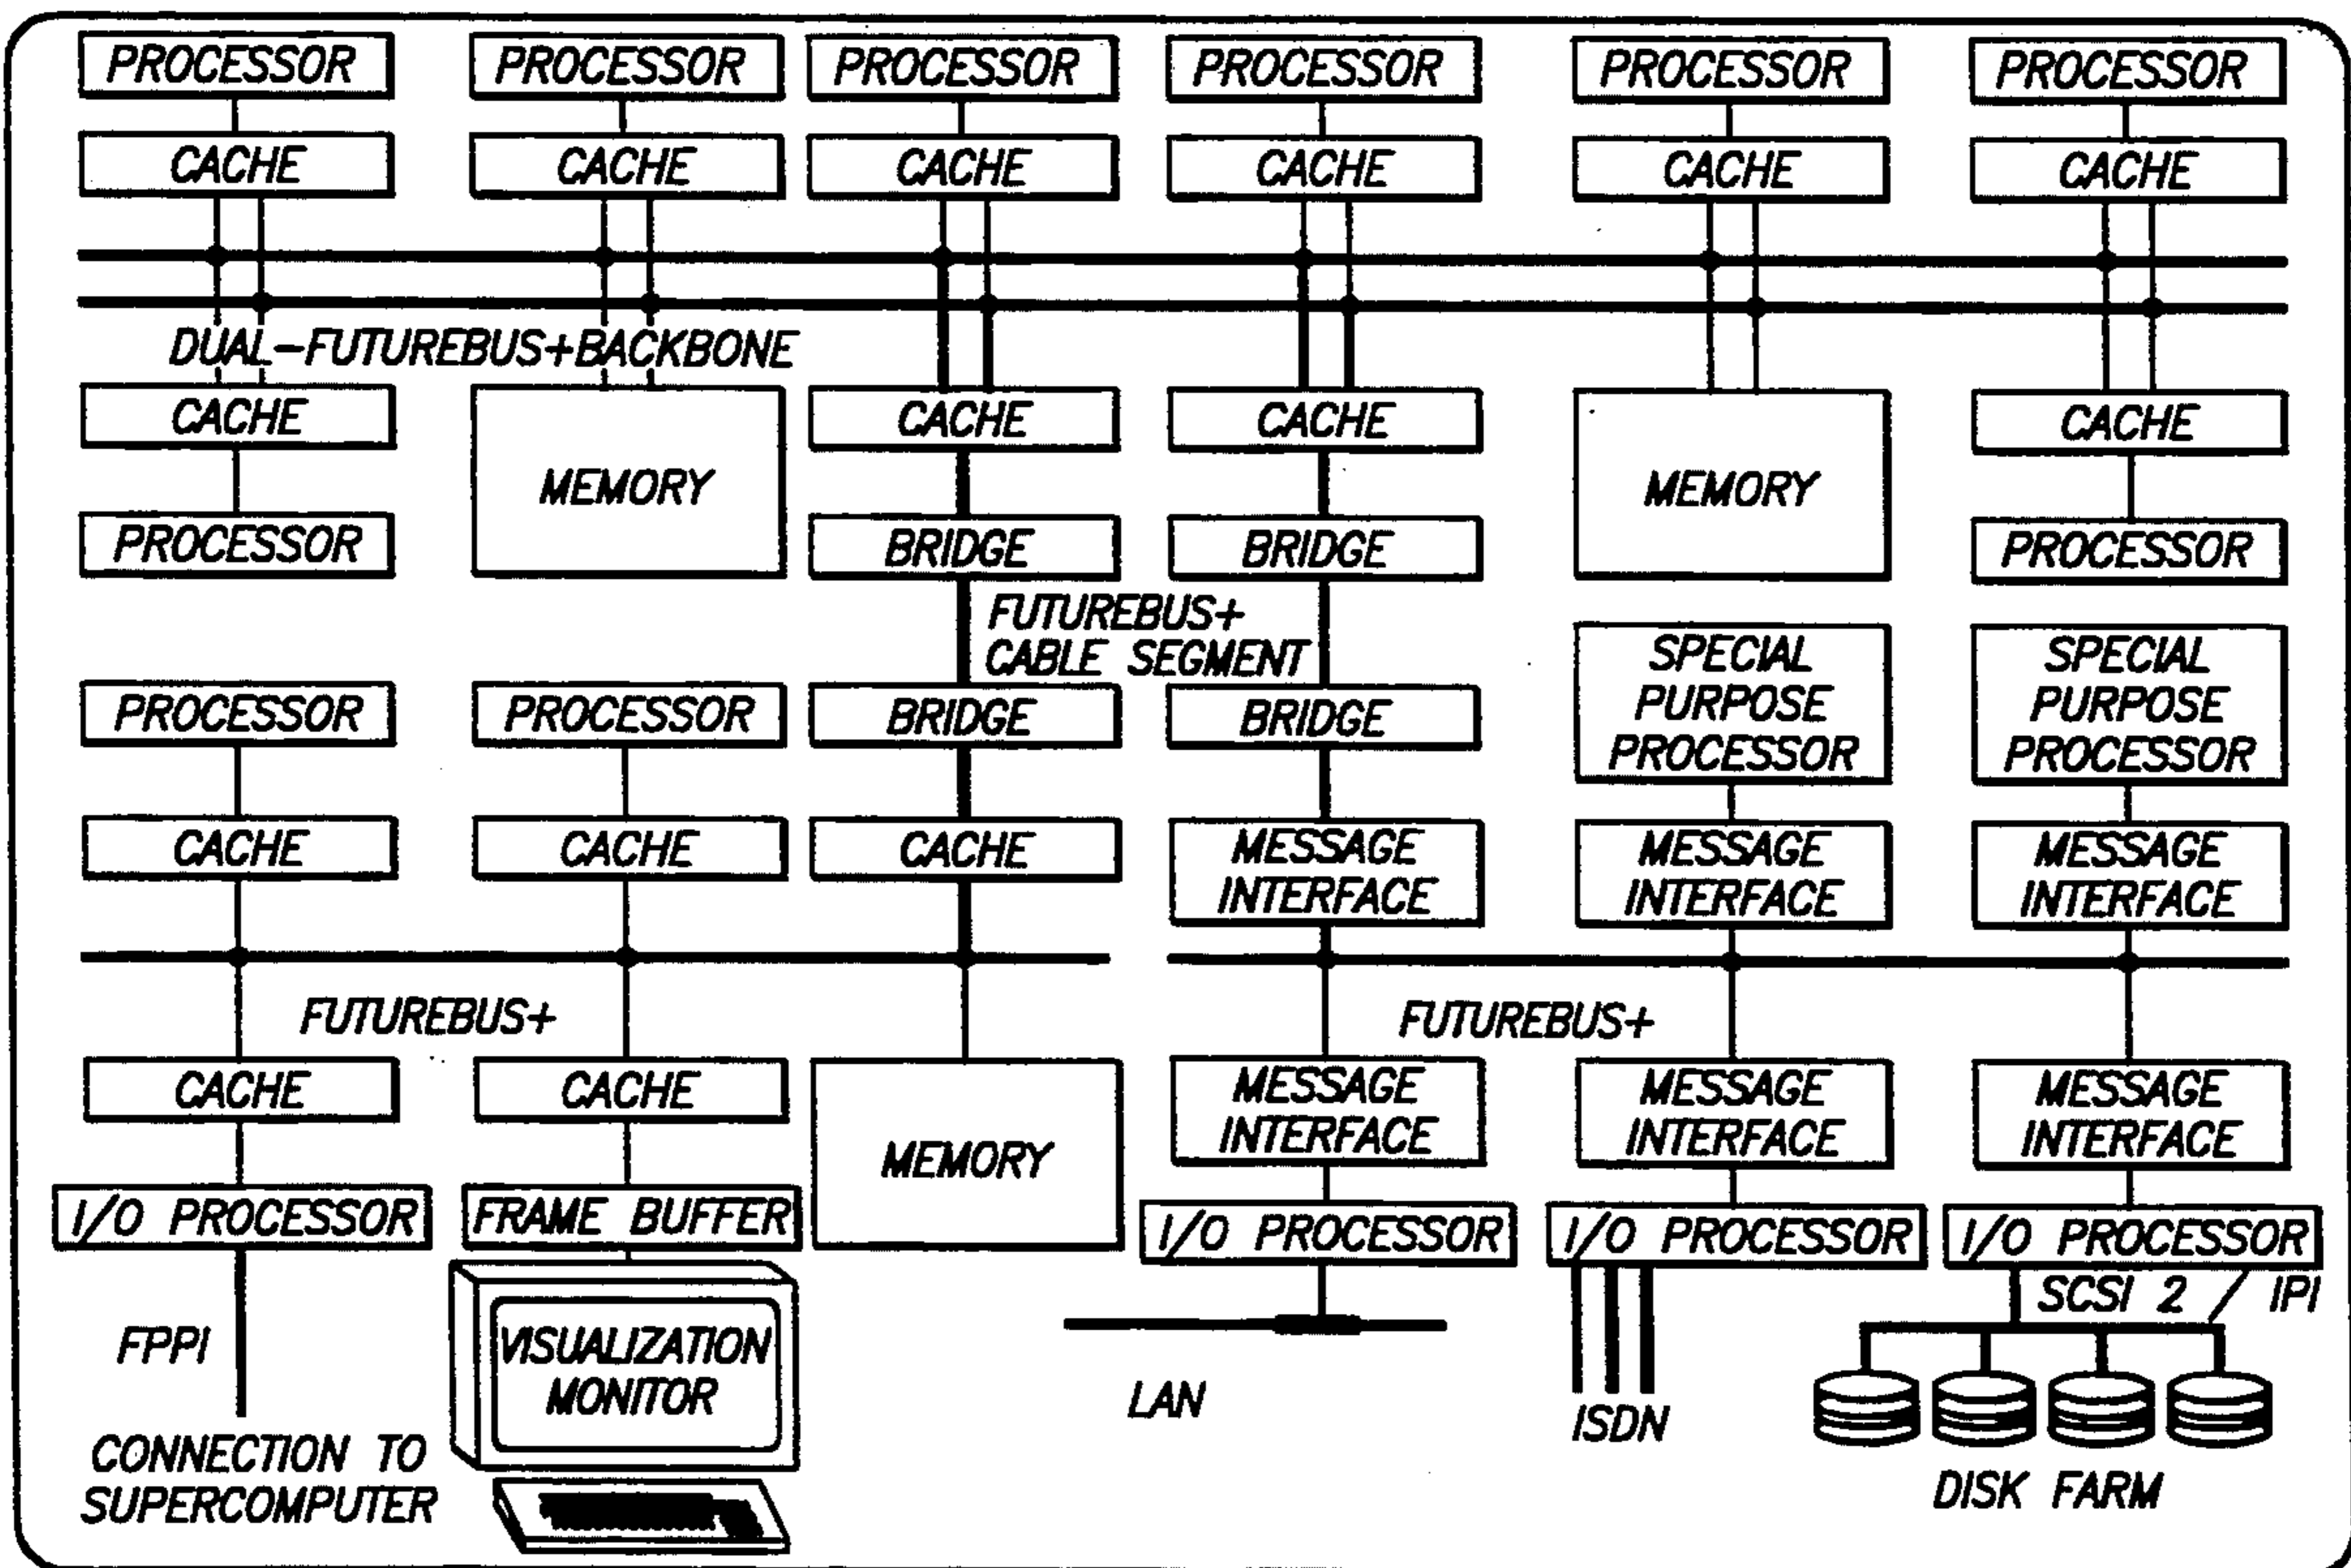 PROCESSOR PROCESSOR PROCESSOR PROCESSOR PROCESSOR PROCESSOR
CACHE CACHE CACHE CACHE CACHE CACHE
DUAL-FUTUREBUS+BACKBONE
CACHE
MEMORY
CACHE CACHE
MEMORY
CACHE
PROCESSOR
BRIDGE BRIDGE
PROCESSOR
FUTUREBUS+
CABLE SEGMENT
SPECIAL
PURPOSE
PROCESSOR
SPECIAL
PURPOSE
PROCESSOR
PROCESSOR PROCESSOR BRIDGE BRIDGE
CACHE CACHE CACHE
MESSAGE
INTERFACE
MESSAGE
INTERFACE
MESSAGE
INTERFACE
FUTUREBUS+
FUTUREBUS+
CACHE CACHE
MEMORY
MESSAGE
INTERFACE
MESSAGE
INTERFACE
MESSAGE
INTERFACE
I/O PROCESSOR FRAME BUFFER
I/O PROCESSOR I/O PROCESSOR I/O PROCESSOR
SCSI 2 IPI
FPPI
VISUALIZATION
MONITOR
LAN
ISDN
CONNECTION TO
SUPERCOMPUTER
DISK FARM